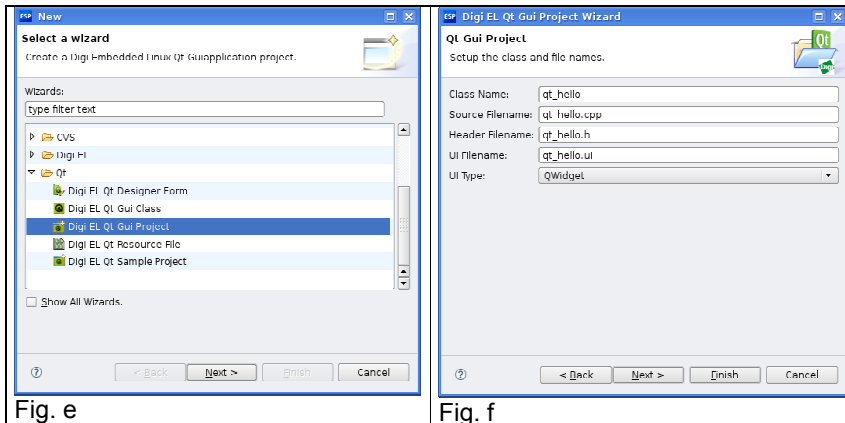 ESP New
Select a wizard
Create a Digi Embedded Linux Qt Guiapplication project.
Wizards:
type filter text
CVS
Digi EL
Qt
Digi EL Qt Designer Form
Digi EL Qt Gui Class
Digi EL Qt Gui Project
Digi EL Qt Resource File
Digi EL Qt Sample Project
Show All Wizards.
< Back Next > Finish Cancel
Fig. e
ESP Digi EL Qt Gui Project Wizard
Qt Gui Project
Setup the class and file names.
Qt
Class Name: qt_hello
Source Filename: qt_hello.cpp
Header Filename: qt_hello.h
UI Filename: qt_hello.ui
UI Type: QWidget
< Back Next > Finish Cancel
Fig. f